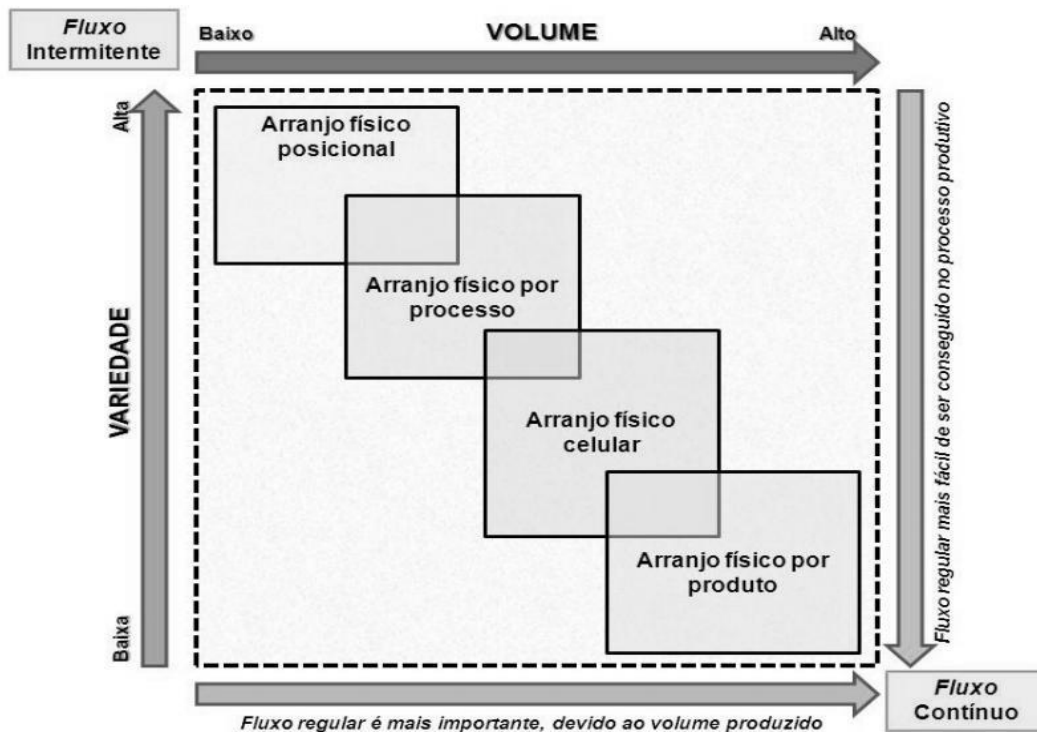 Fluxo
Intermitente
Baixo
VOLUME
Alto
Alta
VARIEDADE
Baixa
Arranjo físico
posicional
Arranjo físico por
processo
Arranjo físico
celular
Arranjo físico por
produto
Fluxo regular mais fácil de ser conseguido no processo produtivo
Fluxo regular é mais importante, devido ao volume produzido
Fluxo
Contínuo